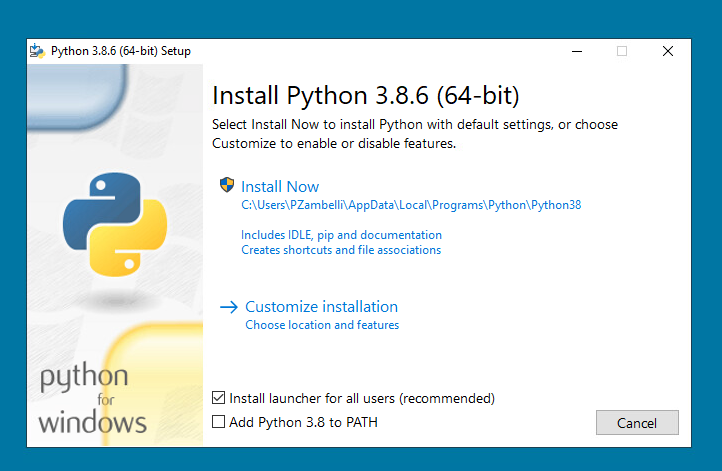 Python 3.8.6 (64-bit) Setup
Install Python 3.8.6 (64-bit)
Select Install Now to install Python with default settings, or choose
Customize to enable or disable features.
Install Now
C:\Users\PZambelli\AppData\Local\Programs\Python\Python38
Includes IDLE, pip and documentation
Creates shortcuts and file associations
Customize installation
Choose location and features
python
for
windows
Install launcher for all users (recommended)
Add Python 3.8 to PATH
Cancel